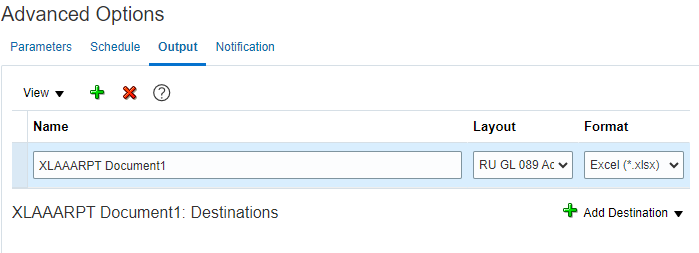 Advanced Options
Parameters Schedule Output Notification
View
Name Layout Format
XLAAARPT Document1 RU GL 089 Ac Excel (*.xlsx)
XLAAARPT Document1: Destinations Add Destination